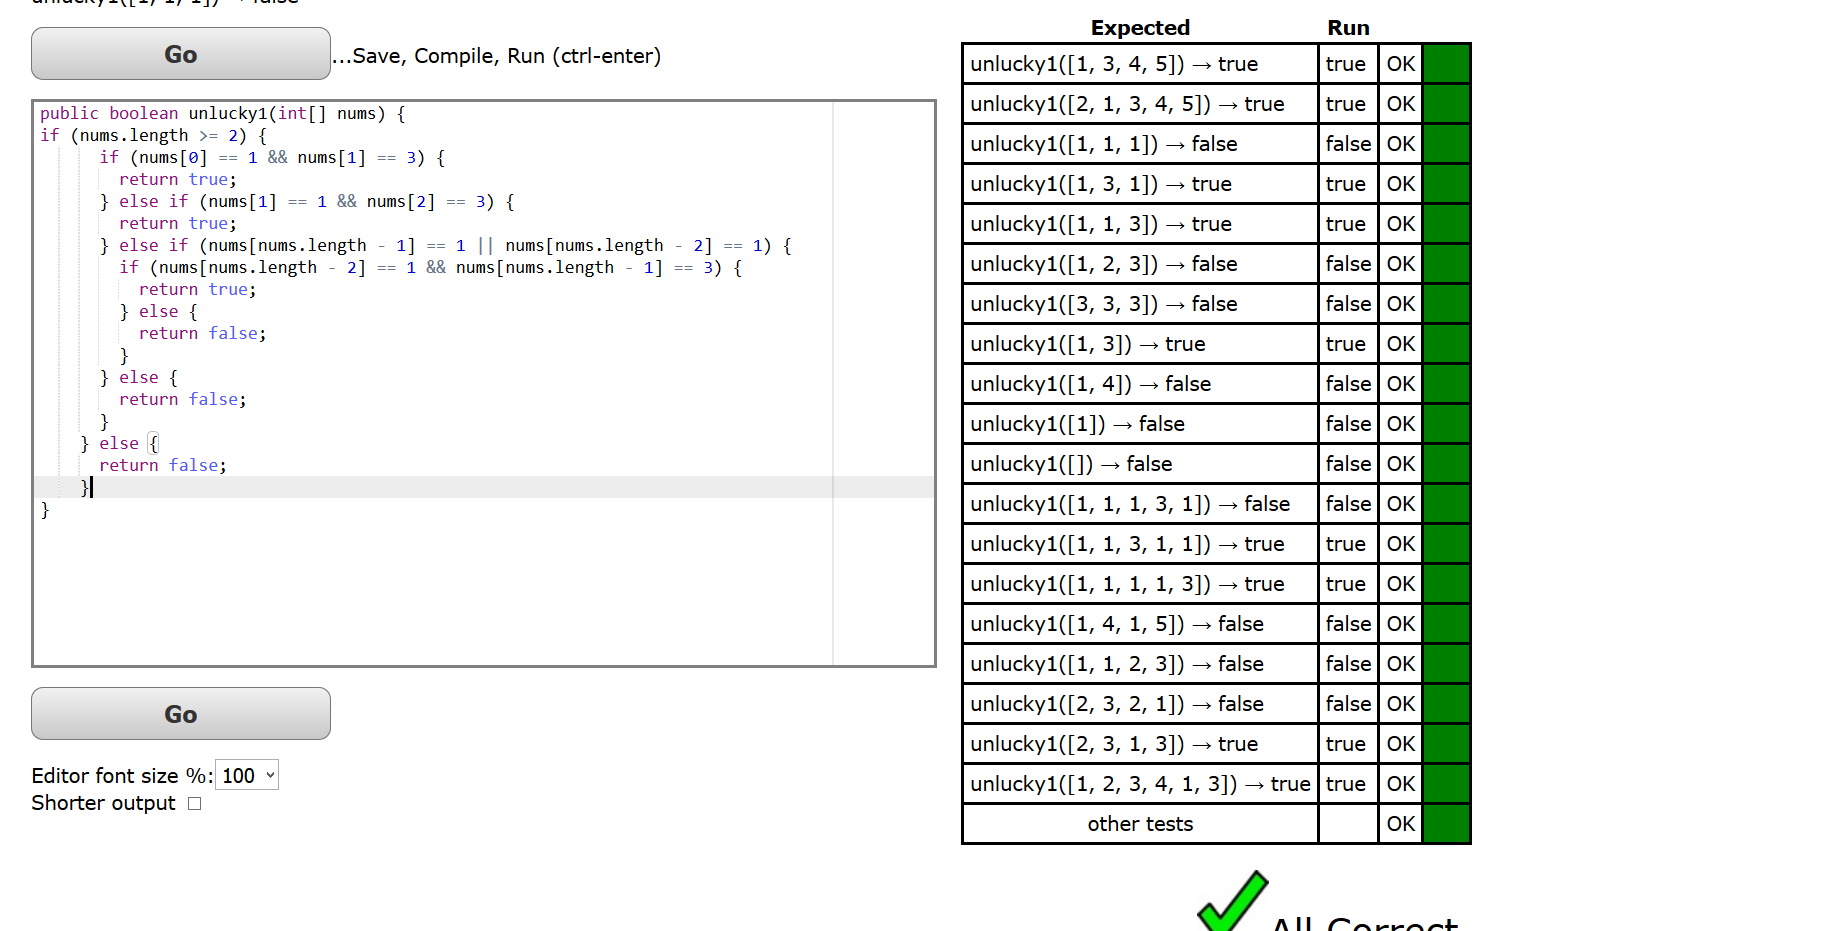 unlucky1([1, 1, 1]) → false
Go
...Save, Compile, Run (ctrl-enter)
public boolean unlucky1(int[] nums) {
if (nums.length >= 2) {
if (nums[0] == 1 && nums[1] == 3) {
return true;
} else if (nums[1] == 1 && nums[2] == 3) {
return true;
} else if (nums[nums.length - 1] == 1 || nums[nums.length - 2] == 1) {
if (nums[nums.length - 2] == 1 && nums[nums.length - 1] == 3) {
return true;
} else {
return false;
}
} else {
return false;
}
} else {
return false;
}
}
Go
Editor font size %: 100
Shorter output
Expected Run
unlucky1([1, 3, 4, 5]) → true true OK
unlucky1([2, 1, 3, 4, 5]) → true true OK
unlucky1([1, 1, 1]) → false false OK
unlucky1([1, 3, 1]) → true true OK
unlucky1([1, 1, 3]) → true true OK
unlucky1([1, 2, 3]) → false false OK
unlucky1([3, 3, 3]) → false false OK
unlucky1([1, 3]) → true true OK
unlucky1([1, 4]) → false false OK
unlucky1([1]) → false false OK
unlucky1([]) → false false OK
unlucky1([1, 1, 1, 3, 1]) → false false OK
unlucky1([1, 1, 3, 1, 1]) → true true OK
unlucky1([1, 1, 1, 1, 3]) → true true OK
unlucky1([1, 4, 1, 5]) → false false OK
unlucky1([1, 1, 2, 3]) → false false OK
unlucky1([2, 3, 2, 1]) → false false OK
unlucky1([2, 3, 1, 3]) → true true OK
unlucky1([1, 2, 3, 4, 1, 3]) → true true OK
other tests OK
All Correct